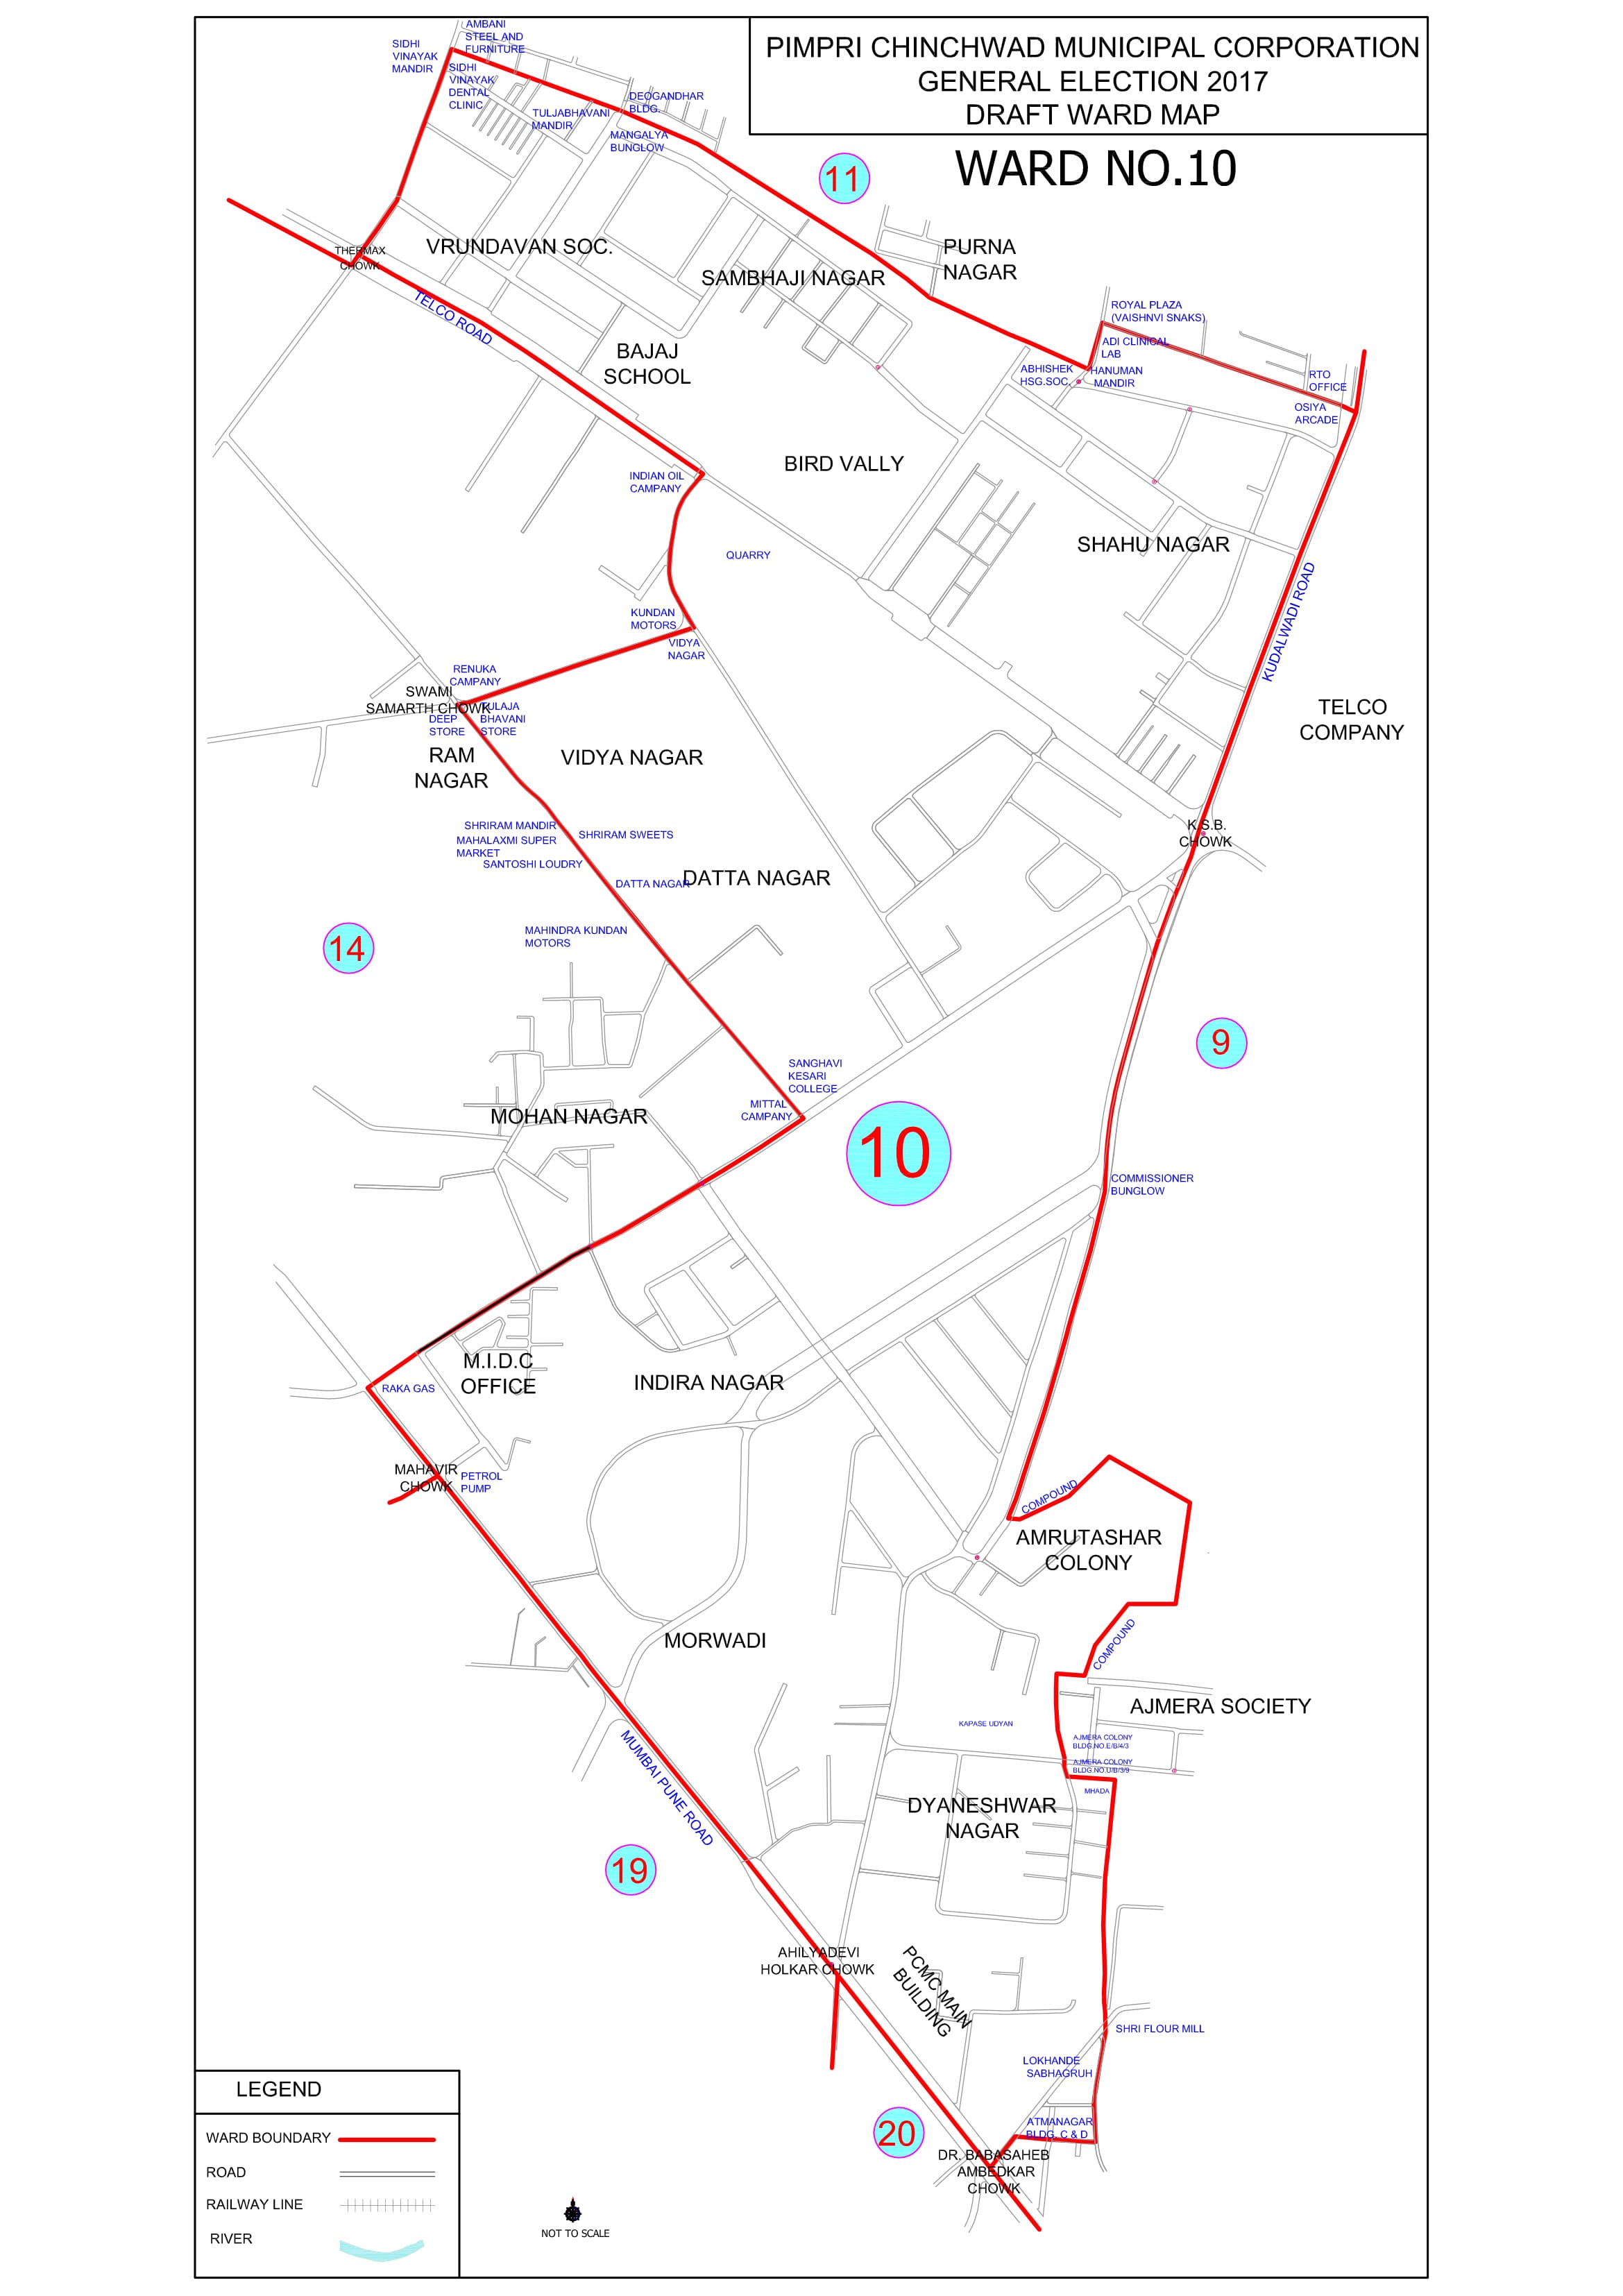 PIMPRI CHINCHWAD MUNICIPAL CORPORATION
GENERAL ELECTION 2017
DRAFT WARD MAP
WARD NO.10
AMBANI
STEEL AND
FURNITURE
SIDHI
VINAYAK
MANDIR
SIDHI
VINAYAK
DENTAL
CLINIC
TULJABHAVANI
MANDIR
DEOGANDHAR
BLDG.
MANGALYA
BUNGLOW
11
THERMAX
CHOWK
VRUNDAVAN SOC.
SAMBHAJI NAGAR
PURNA
NAGAR
TELCO ROAD
ROYAL PLAZA
(VAISHNVI SNAKS)
ADI CLINICAL
LAB
BAJAJ
SCHOOL
ABHISHEK
HSG.SOC.
HANUMAN
MANDIR
RTO
OFFICE
OSIYA
ARCADE
BIRD VALLY
INDIAN OIL
CAMPANY
QUARRY
SHAHU NAGAR
KUDALWADI ROAD
KUNDAN
MOTORS
VIDYA
NAGAR
RENUKA
CAMPANY
SWAMI
SAMARTH CHOWK
DEEP
STORE
TULAJA
BHAVANI
STORE
TELCO
COMPANY
RAM
NAGAR
VIDYA NAGAR
SHRIRAM MANDIR
MAHALAXMI SUPER
MARKET
SANTOSHI LOUDRY
SHRIRAM SWEETS
K.S.B.
CHOWK
DATTA NAGAR
DATTA NAGAR
14
MAHINDRA KUNDAN
MOTORS
9
SANGHAVI
KESARI
COLLEGE
MITTAL
CAMPANY
MOHAN NAGAR
10
COMMISSIONER
BUNGLOW
M.I.D.C
OFFICE
RAKA GAS
INDIRA NAGAR
MAHAVIR
CHOWK
PETROL
PUMP
COMPOUND
AMRUTASHAR
COLONY
COMPOUND
MORWADI
AJMERA SOCIETY
KAPASE UDYAN
AJMERA COLONY
BLDG.NO.E/B/4/3
AJMERA COLONY
BLDG.NO.U/B/3/9
MHADA
MUMBAI PUNE ROAD
DYANESHWAR
NAGAR
19
AHILYADEVI
HOLKAR CHOWK
PCMC MAIN
BUILDING
SHRI FLOUR MILL
LOKHANDE
SABHAGRUH
ATMANAGAR
BLDG. C & D
20
DR. BABASAHEB
AMBEDKAR
CHOWK
LEGEND
WARD BOUNDARY
ROAD
RAILWAY LINE
RIVER
NOT TO SCALE